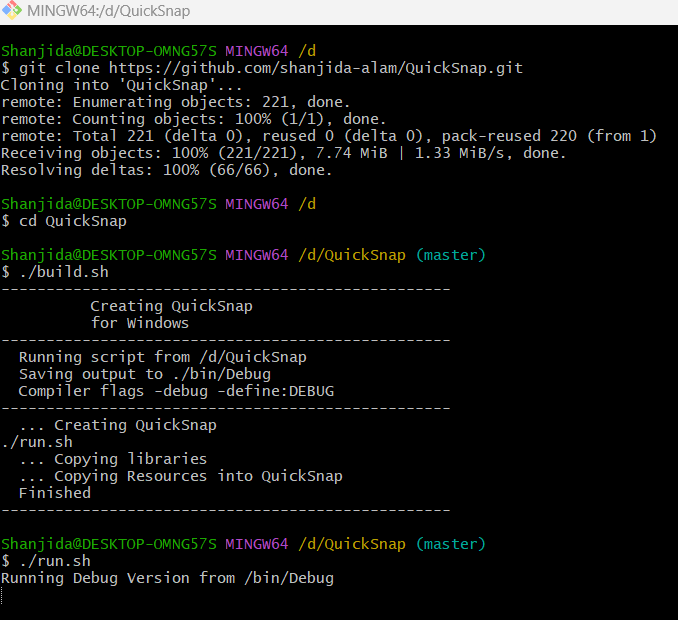 MINGW64:/d/QuickSnap
Shanjida@DESKTOP-OMNG57S MINGW64 /d
$ git clone https://github.com/shanjida-alam/QuickSnap.git
Cloning into 'QuickSnap'...
remote: Enumerating objects: 221, done.
remote: Counting objects: 100% (1/1), done.
remote: Total 221 (delta 0), reused 0 (delta 0), pack-reused 220 (from 1)
Receiving objects: 100% (221/221), 7.74 MiB | 1.33 MiB/s, done.
Resolving deltas: 100% (66/66), done.
Shanjida@DESKTOP-OMNG57S MINGW64 /d
$ cd QuickSnap
Shanjida@DESKTOP-OMNG57S MINGW64 /d/QuickSnap (master)
$ ./build.sh
--------------------------------------------------
Creating QuickSnap
for Windows
--------------------------------------------------
Running script from /d/QuickSnap
Saving output to ./bin/Debug
Compiler flags -debug -define:DEBUG
--------------------------------------------------
... Creating QuickSnap
./run.sh
... Copying libraries
... Copying Resources into QuickSnap
Finished
--------------------------------------------------
Shanjida@DESKTOP-OMNG57S MINGW64 /d/QuickSnap (master)
$ ./run.sh
Running Debug Version from /bin/Debug